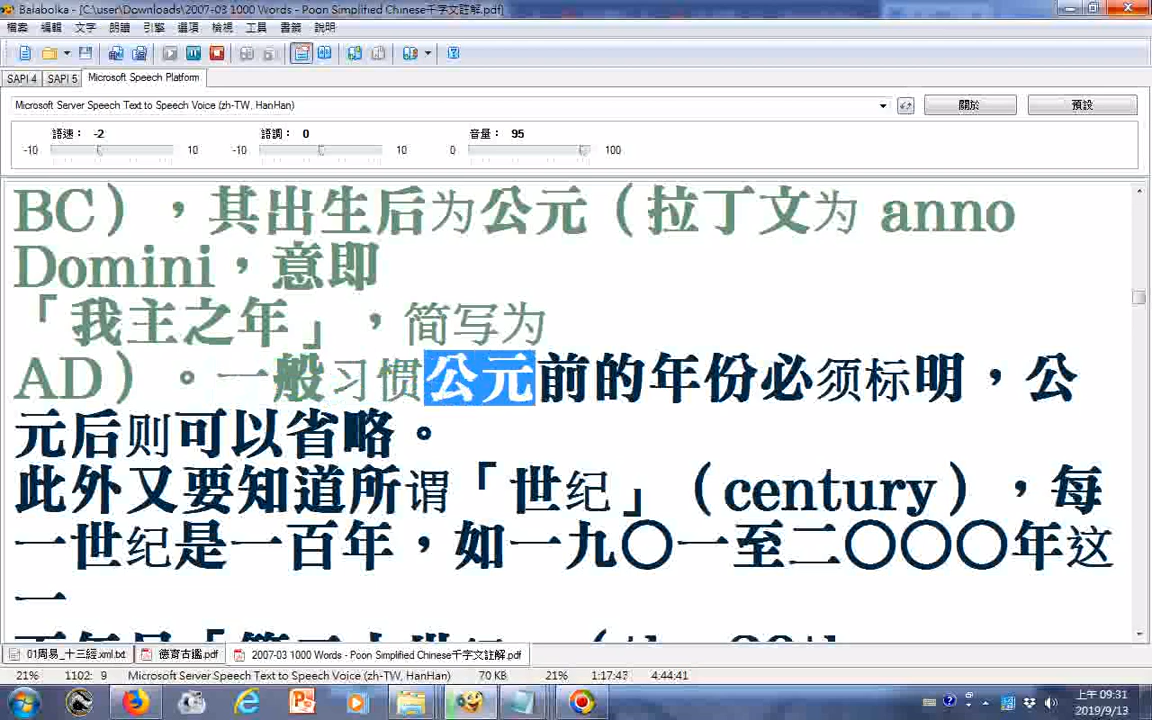 Balabolka - [C:\user\Downloads\2007-03 1000 Words - Poon Simplified Chinese千字文註解.pdf]
檔案 編輯 文字 朗讀 引擎 選項 檢視 工具 書籤 說明
SAPI 4 SAPI 5 Microsoft Speech Platform
Microsoft Server Speech Text to Speech Voice (zh-TW, HanHan) 關於 預設
語速： -2 語調： 0 音量： 95
-10 10 -10 10 0 100
BC），其出生后为公元（拉丁文为 anno
Domini，意即
「我主之年」，简写为
AD）。一般习惯公元前的年份必须标明，公
元后则可以省略。
此外又要知道所谓「世纪」（century），每
一世纪是一百年，如一九〇一至二〇〇〇年这
一
01周易_十三經.xml.txt 德育古鑑.pdf 2007-03 1000 Words - Poon Simplified Chinese千字文註解.pdf
21% 1102: 9 Microsoft Server Speech Text to Speech Voice (zh-TW, HanHan) 70 KB 21% 1:17:43 4:44:41
上午 09:31
2019/9/13